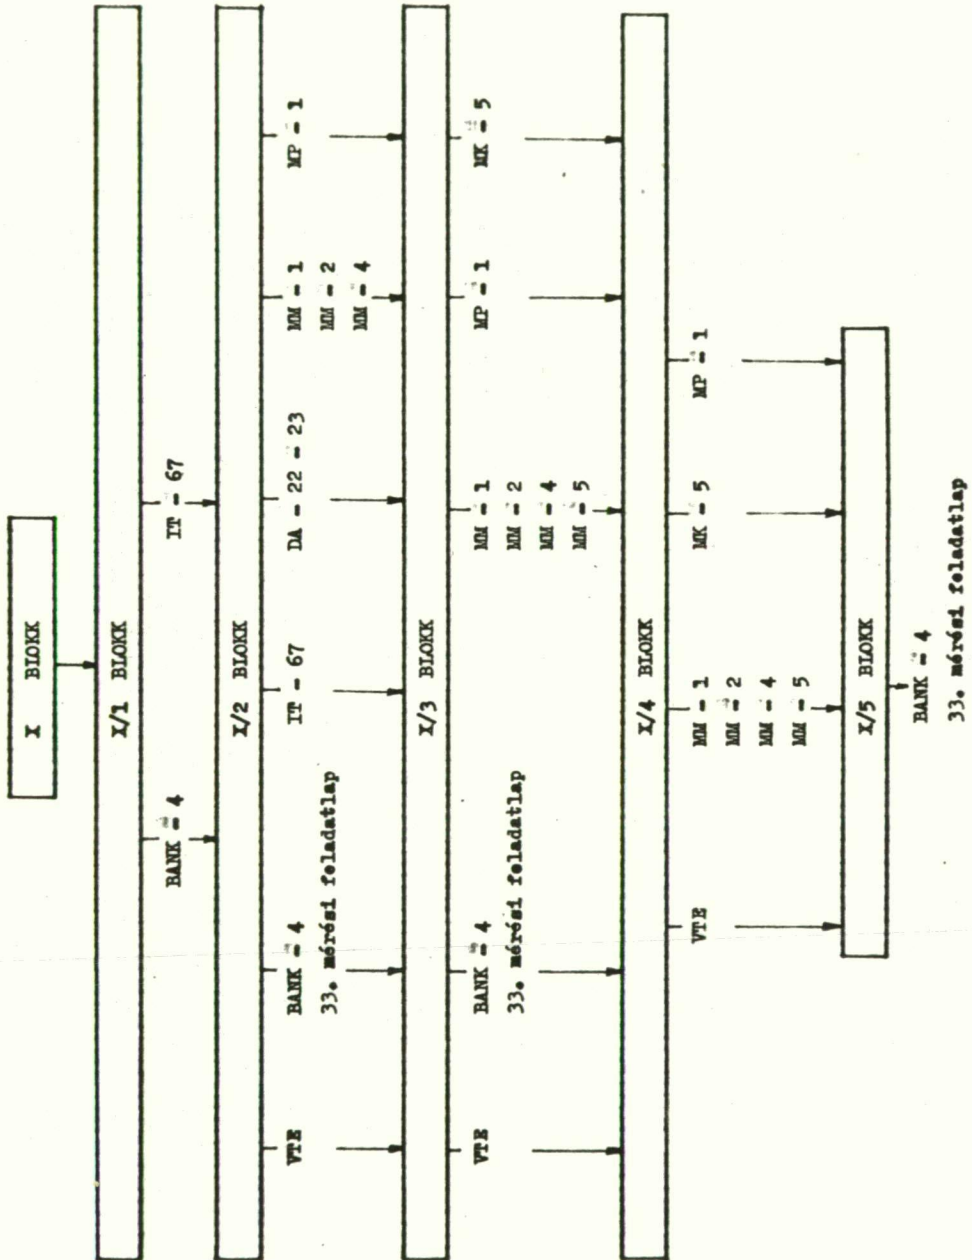 X BLOKK
X/1 BLOKK
BANK - 4
IT - 67
X/2 BLOKK
VTE
BANK - 4
33. mérési feladatlap
IT - 67
DA - 22 - 23
MM - 1
MM - 2
MM - 4
MP - 1
X/3 BLOKK
VTE
BANK - 4
33. mérési feladatlap
MM - 1
MM - 2
MM - 4
MM - 5
MP - 1
MK - 5
X/4 BLOKK
VTE
MM - 1
MM - 2
MM - 4
MM - 5
MK - 5
MP - 1
X/5 BLOKK
BANK - 4
33. mérési feladatlap